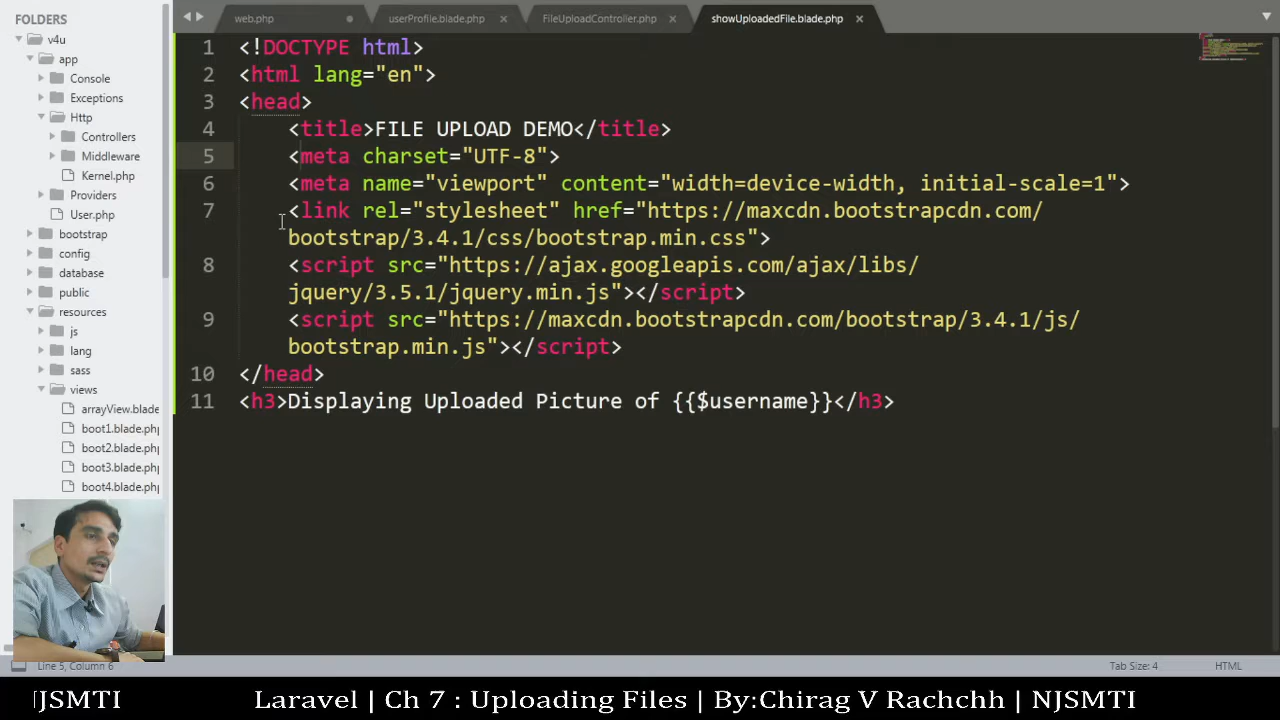 FOLDERS
v4u
app
Console
Exceptions
Http
Controllers
Middleware
Kernel.php
Providers
User.php
bootstrap
config
database
public
resources
js
lang
sass
views
arrayView.blade
boot1.blade.ph
boot2.blade.ph
boot3.blade.ph
boot4.blade.ph
web.php
userProfile.blade.php
FileUploadController.php
showUploadedFile.blade.php
1 <!DOCTYPE html>
2 <html lang="en">
3 <head>
4 <title>FILE UPLOAD DEMO</title>
5 <meta charset="UTF-8">
6 <meta name="viewport" content="width=device-width, initial-scale=1">
7 <link rel="stylesheet" href="https://maxcdn.bootstrapcdn.com/
bootstrap/3.4.1/css/bootstrap.min.css">
8 <script src="https://ajax.googleapis.com/ajax/libs/
jquery/3.5.1/jquery.min.js"></script>
9 <script src="https://maxcdn.bootstrapcdn.com/bootstrap/3.4.1/js/
bootstrap.min.js"></script>
10 </head>
11 <h3>Displaying Uploaded Picture of {{$username}}</h3>
Line 5, Column 6
Tab Size: 4
HTML
JSMTI
Laravel | Ch 7 : Uploading Files | By:Chirag V Rachchh | NJSMTI